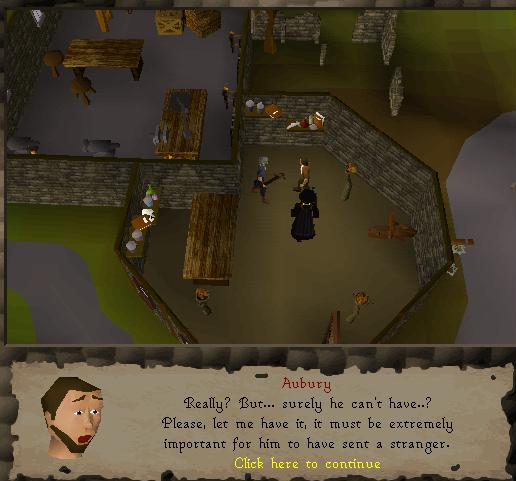 Aubury
Really? But... surely he can't have..?
Please, let me have it, it must be extremely
important for him to have sent a stranger.
Click here to continue